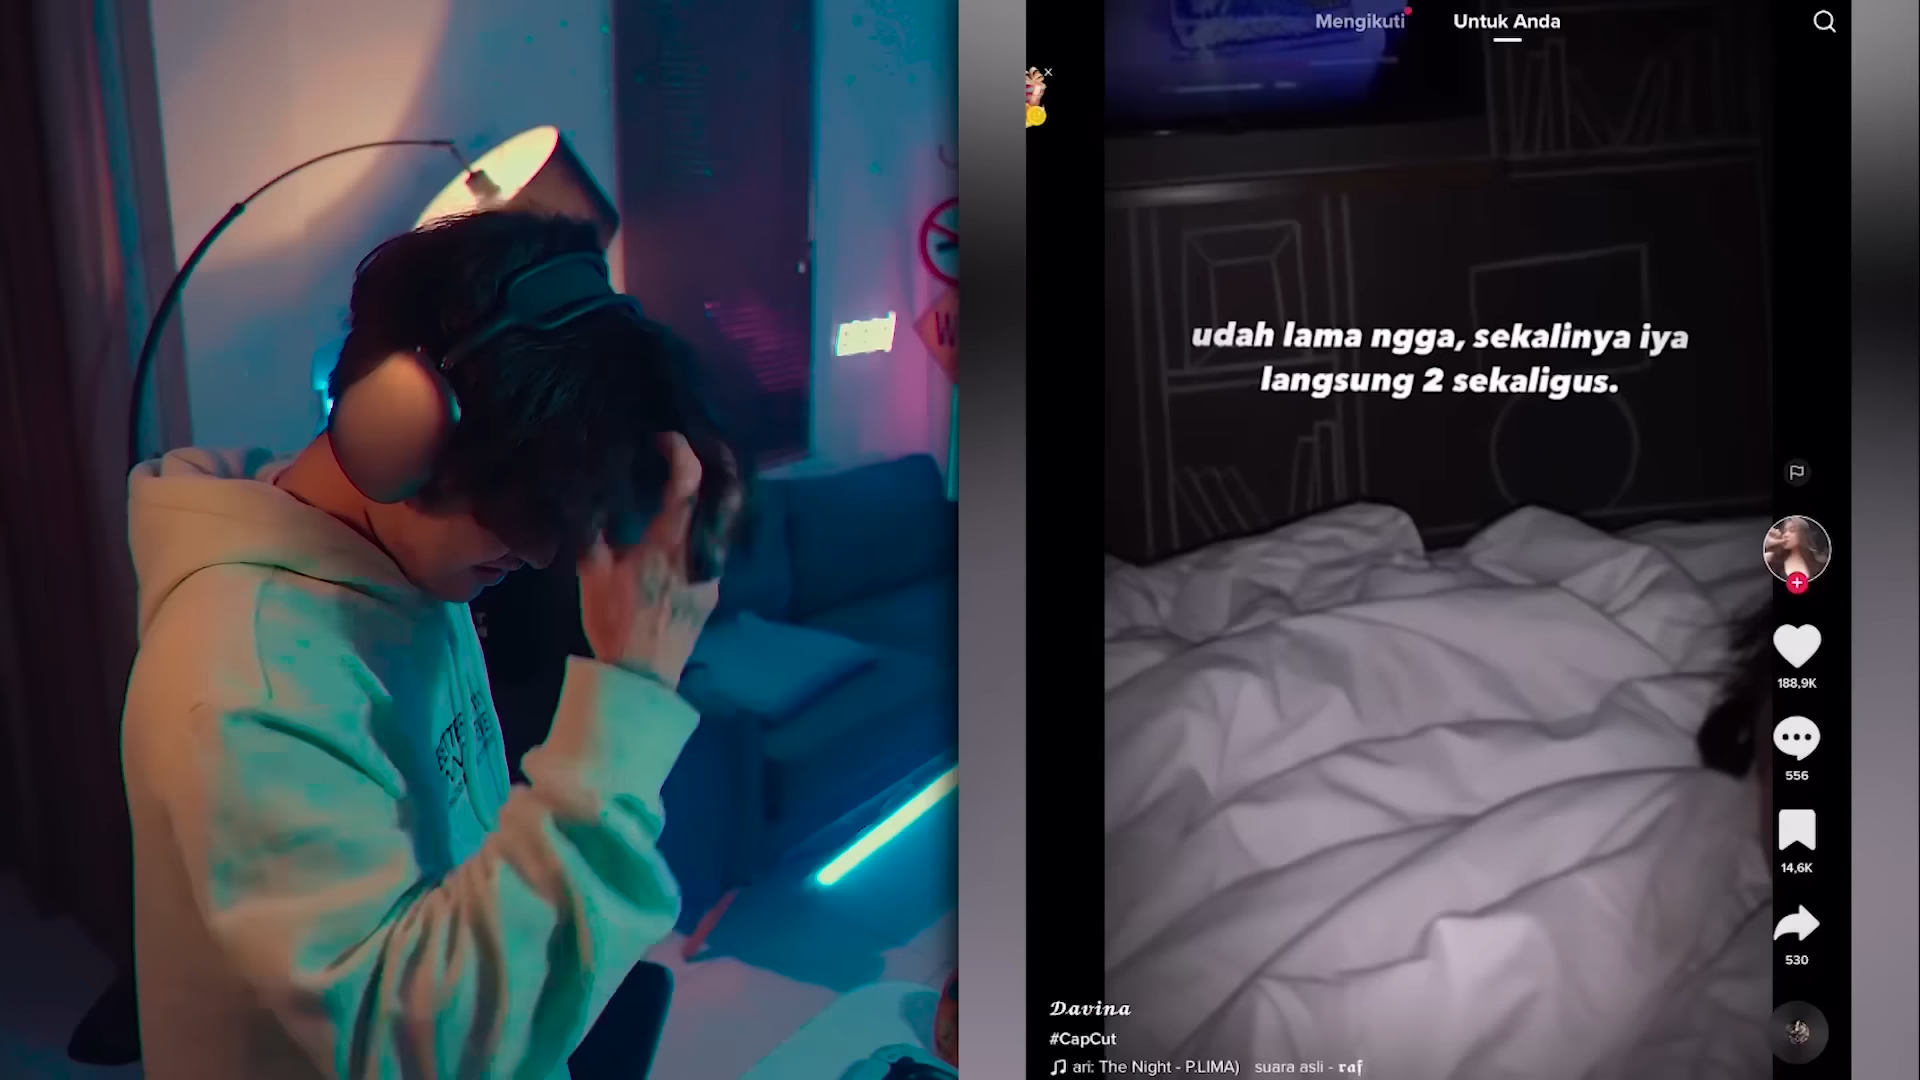 Mengikuti
Untuk Anda
udah lama ngga, sekalinya iya
langsung 2 sekaligus.
188,9K
556
14,6K
530
Davina
#CapCut
ari: The Night - P.LIMA) suara asli - raf